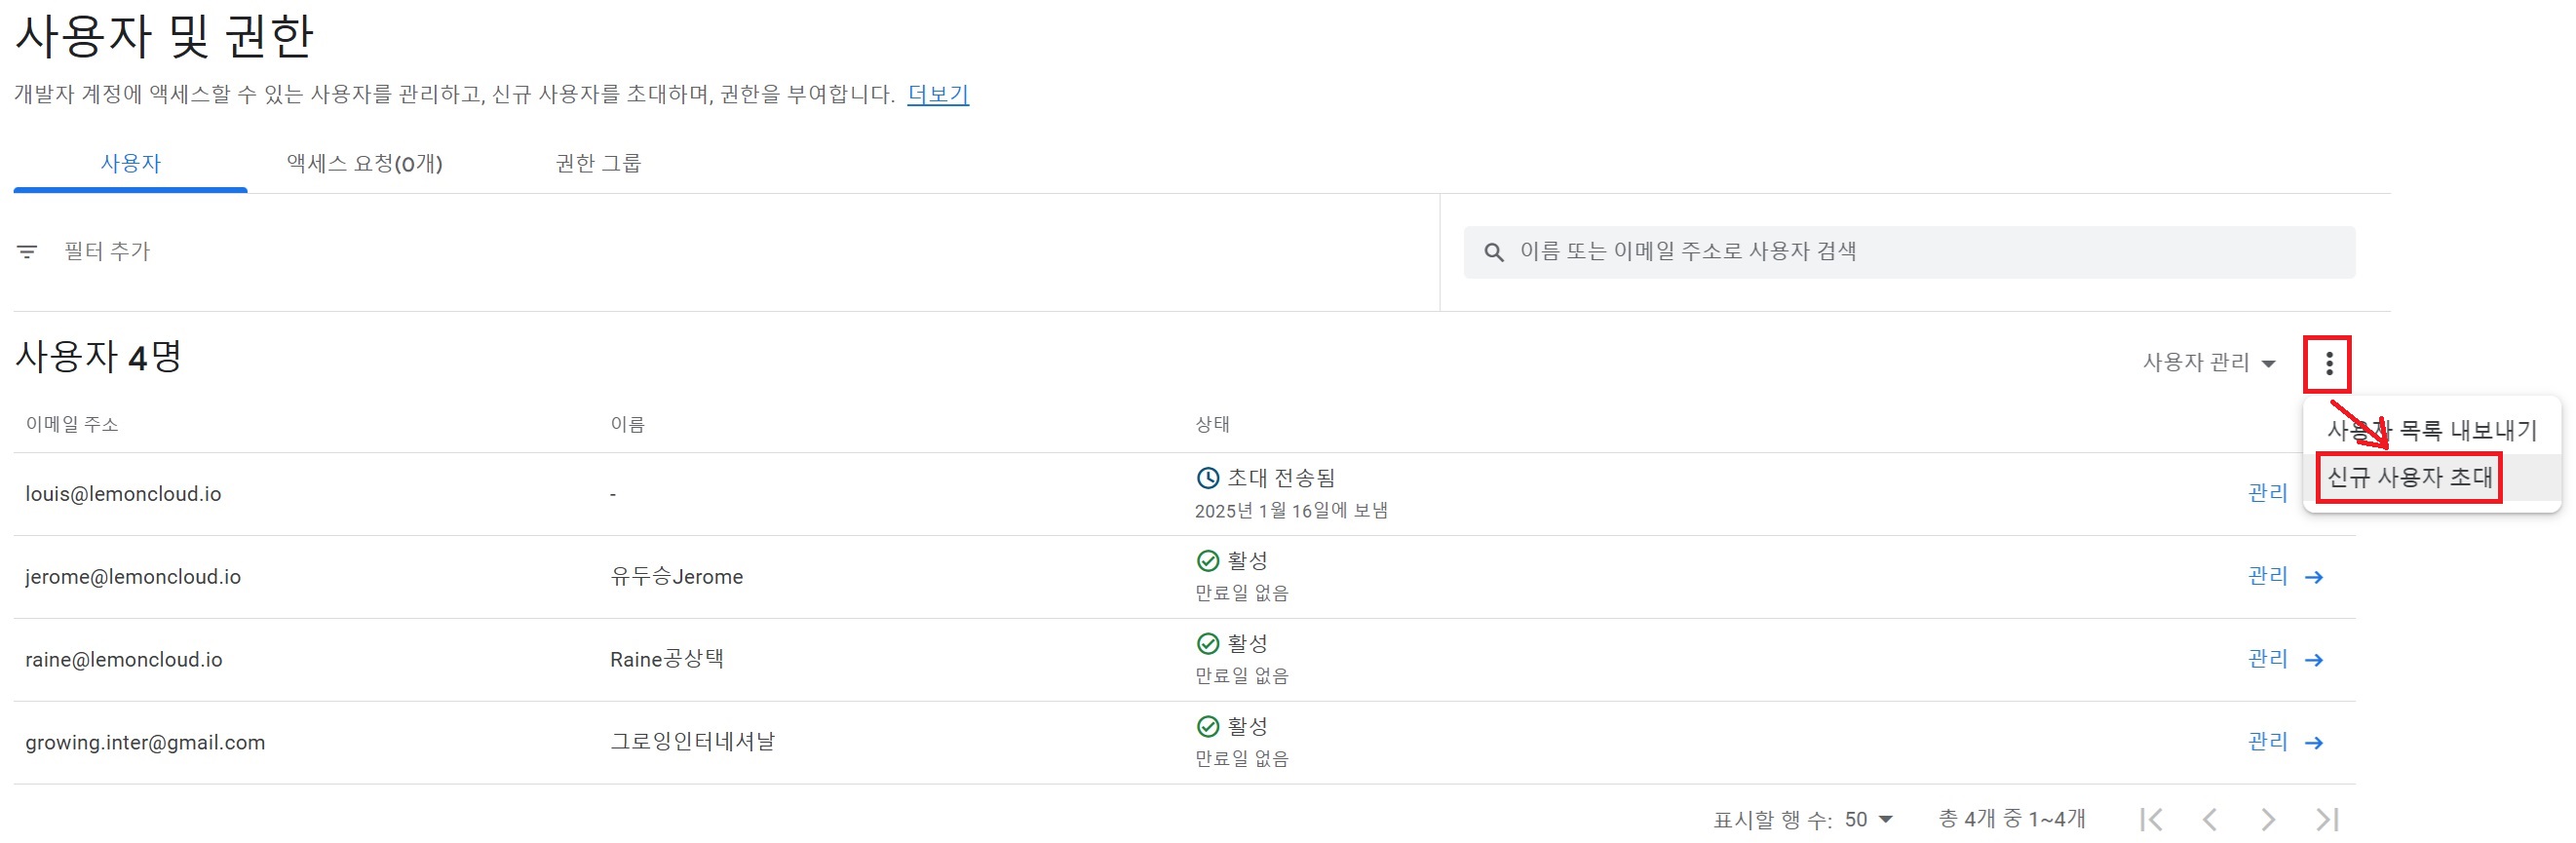 사용자 및 권한
개발자 계정에 액세스할 수 있는 사용자를 관리하고, 신규 사용자를 초대하며, 권한을 부여합니다. 더보기
사용자 액세스 요청(0개) 권한 그룹
필터 추가 이름 또는 이메일 주소로 사용자 검색
사용자 4명 사용자 관리
사용자 목록 내보내기
신규 사용자 초대
이메일 주소 이름 상태
louis@lemoncloud.io - 초대 전송됨 관리
2025년 1월 16일에 보냄
jerome@lemoncloud.io 유두승Jerome 활성 관리
만료일 없음
raine@lemoncloud.io Raine공상택 활성 관리
만료일 없음
growing.inter@gmail.com 그로잉인터네셔날 활성 관리
만료일 없음
표시할 행 수: 50 총 4개 중 1~4개